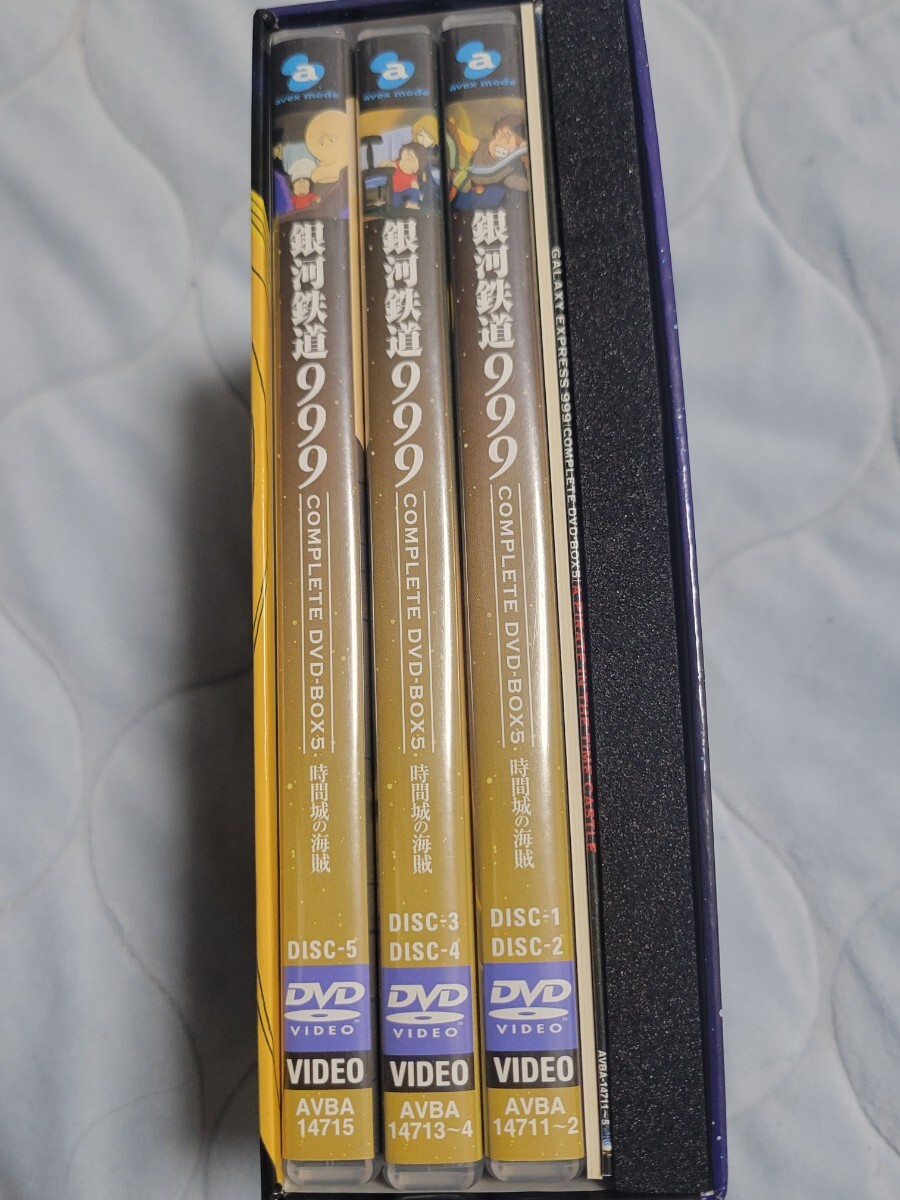 a
avex mode
銀河鉄道999
COMPLETE DVD-BOX5
時間城の海賊
DISC-5
DVD
VIDEO
VIDEO
AVBA
14715
a
avex mode
銀河鉄道999
COMPLETE DVD-BOX5
時間城の海賊
DISC-3
DISC-4
DVD
VIDEO
VIDEO
AVBA
14713~4
a
avex mode
銀河鉄道999
COMPLETE DVD-BOX5
時間城の海賊
DISC-1
DISC-2
DVD
VIDEO
VIDEO
AVBA
14711~2
GALAXY EXPRESS 999 COMPLETE DVD-BOX5 A PIRATE IN THE TIME CASTLE
AVBA-14711~5